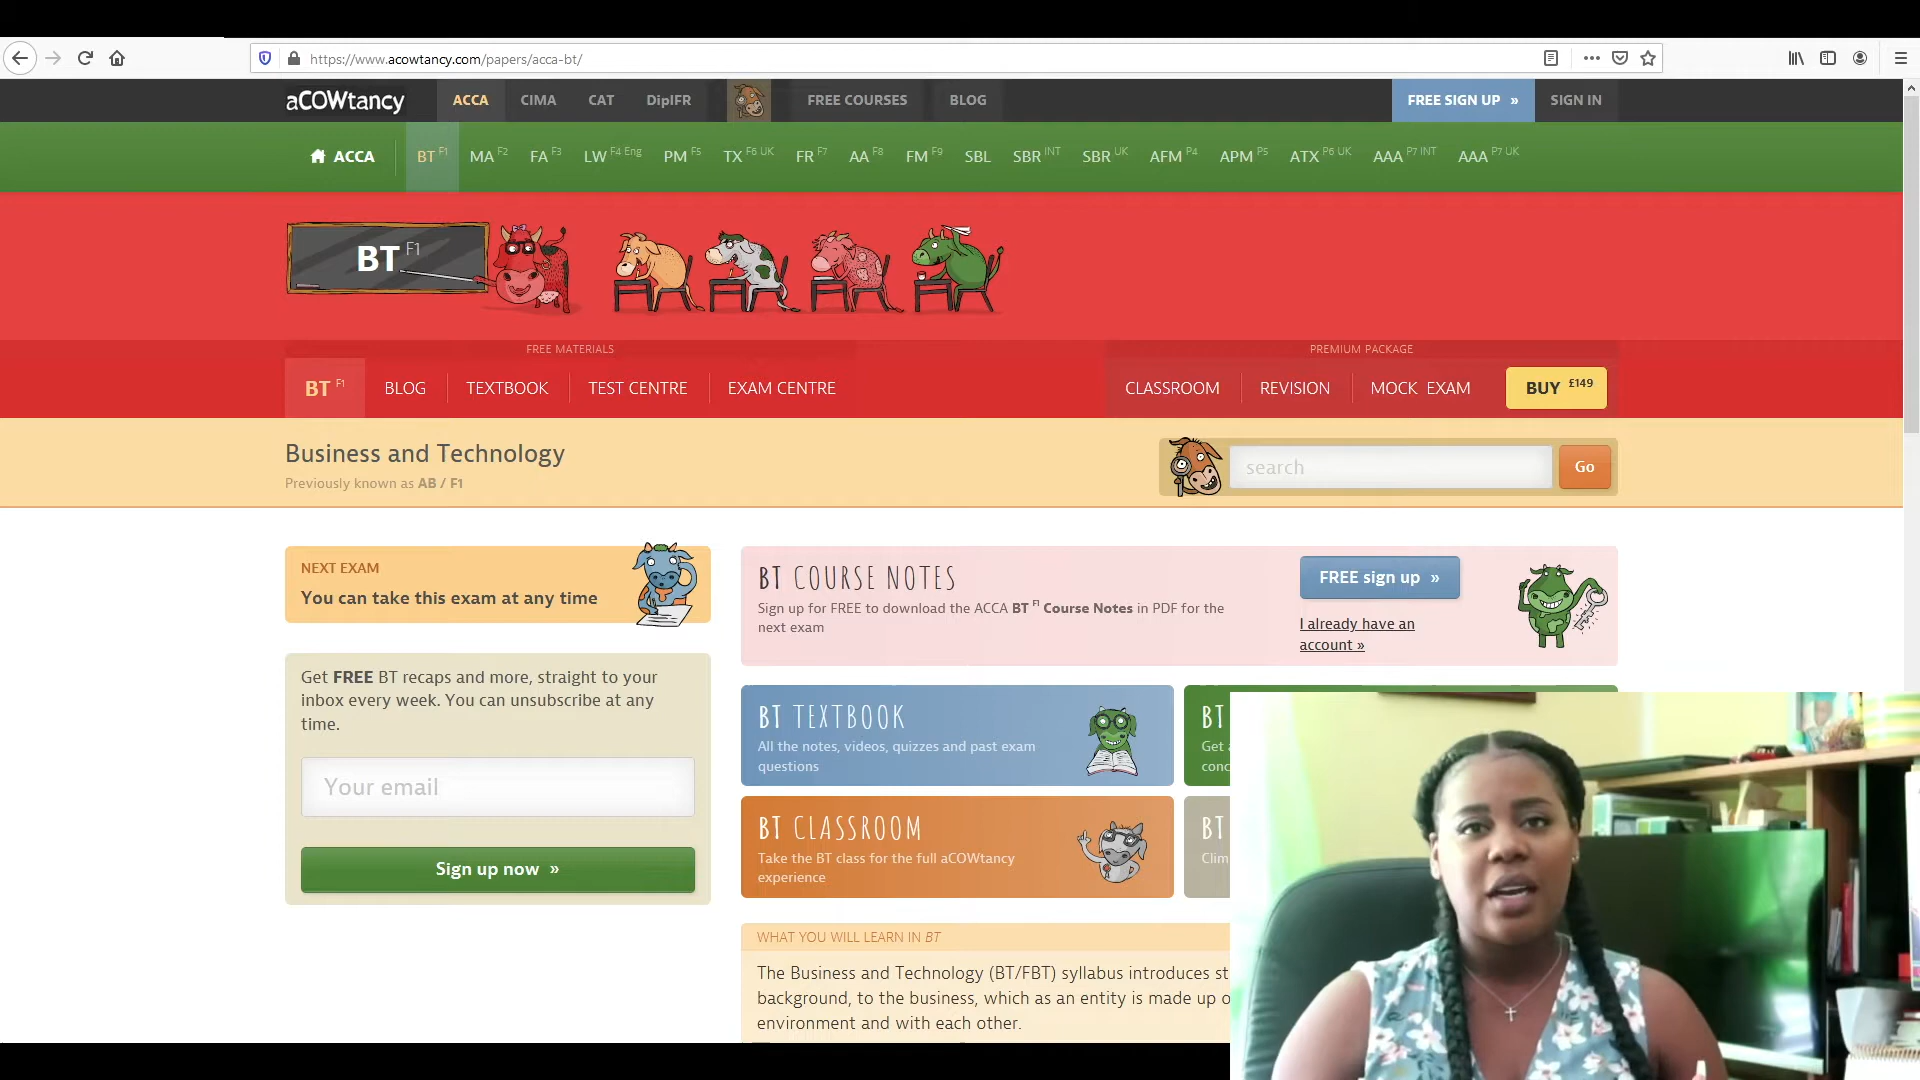 https://www.acowtancy.com/papers/acca-bt/
aCOWtancy
ACCA
CIMA
CAT
DipIFR
FREE COURSES
BLOG
FREE SIGN UP »
SIGN IN
ACCA
BT F1
MA F2
FA F3
LW F4 Eng
PM F5
TX F6 UK
FR F7
AA F8
FM F9
SBL
SBR INT
SBR UK
AFM P4
APM P5
ATX P6 UK
AAA P7 INT
AAA P7 UK
BT F1
FREE MATERIALS
PREMIUM PACKAGE
BT F1
BLOG
TEXTBOOK
TEST CENTRE
EXAM CENTRE
CLASSROOM
REVISION
MOCK EXAM
BUY £149
Business and Technology
Previously known as AB / F1
search
Go
NEXT EXAM
You can take this exam at any time
Get FREE BT recaps and more, straight to your
inbox every week. You can unsubscribe at any
time.
Your email
Sign up now »
BT COURSE NOTES
Sign up for FREE to download the ACCA BT F1 Course Notes in PDF for the
next exam
FREE sign up »
I already have an
account »
BT TEXTBOOK
All the notes, videos, quizzes and past exam
questions
BT
Get
BT CLASSROOM
Take the BT class for the full aCOWtancy
experience
BT
WHAT YOU WILL LEARN IN BT
The Business and Technology (BT/FBT) syllabus introduces
background, to the business, which as an entity is made up
environment and with each other.